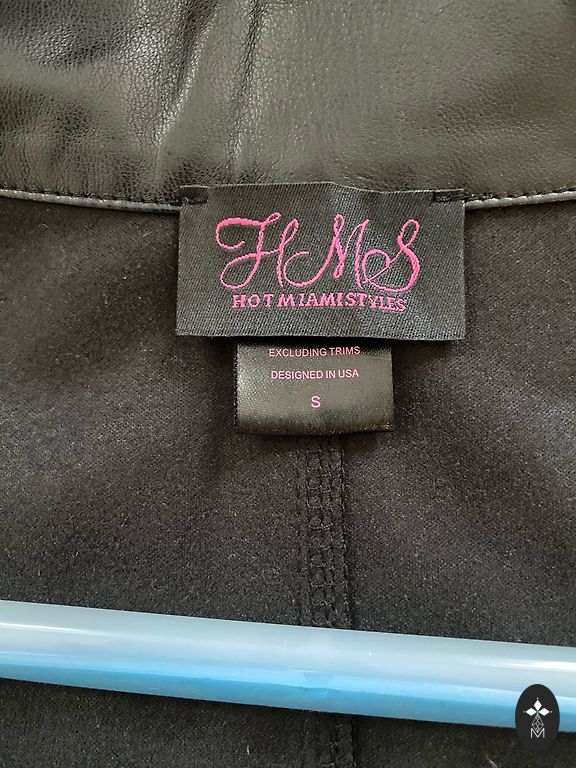 HMS
HOT MIAMI STYLES
EXCLUDING TRIMS
DESIGNED IN USA
S
M